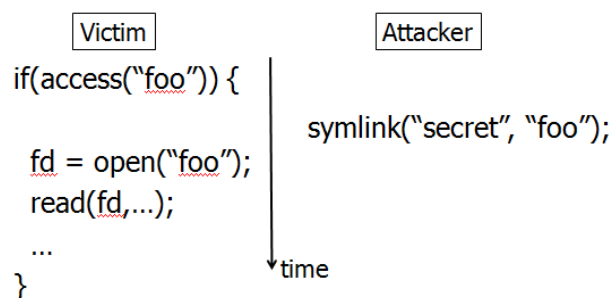 Victim
Attacker
if(access(“foo”)) {
symlink(“secret”, “foo”);
fd = open(“foo”);
read(fd,…);
…
time
}